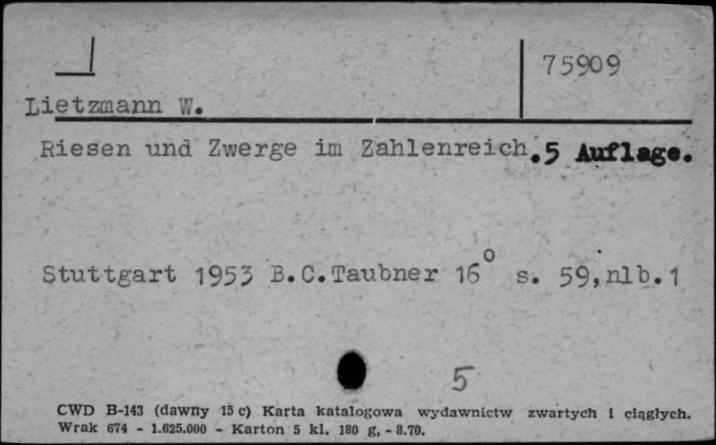 75909
Lietzmann W.
Riesen und Zwerge im Zahlenreich.5 Auflage.
Stuttgart 1953 B.C.Taubner 16° s. 59,nlb.1
5
CWD B-143 (dawny 15 c) Karta katalogowa wydawnictw zwartych i ciągłych.
Wrak 674 - 1.625.000 - Karton 5 kl. 180 g, - 8.70.